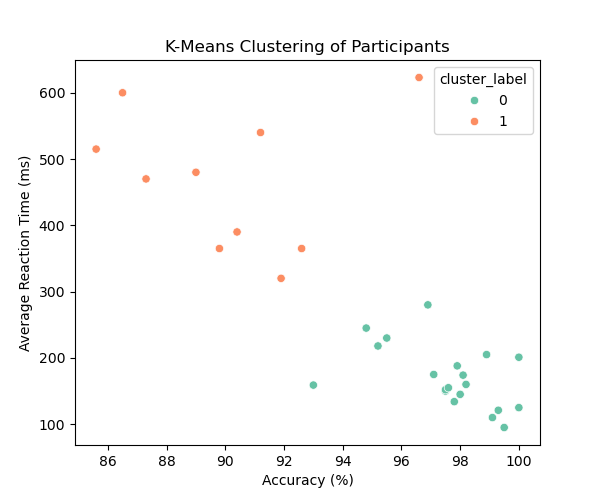 K-Means Clustering of Participants
cluster_label
0
1
600
500
400
300
200
100
Average Reaction Time (ms)
86 88 90 92 94 96 98 100
Accuracy (%)